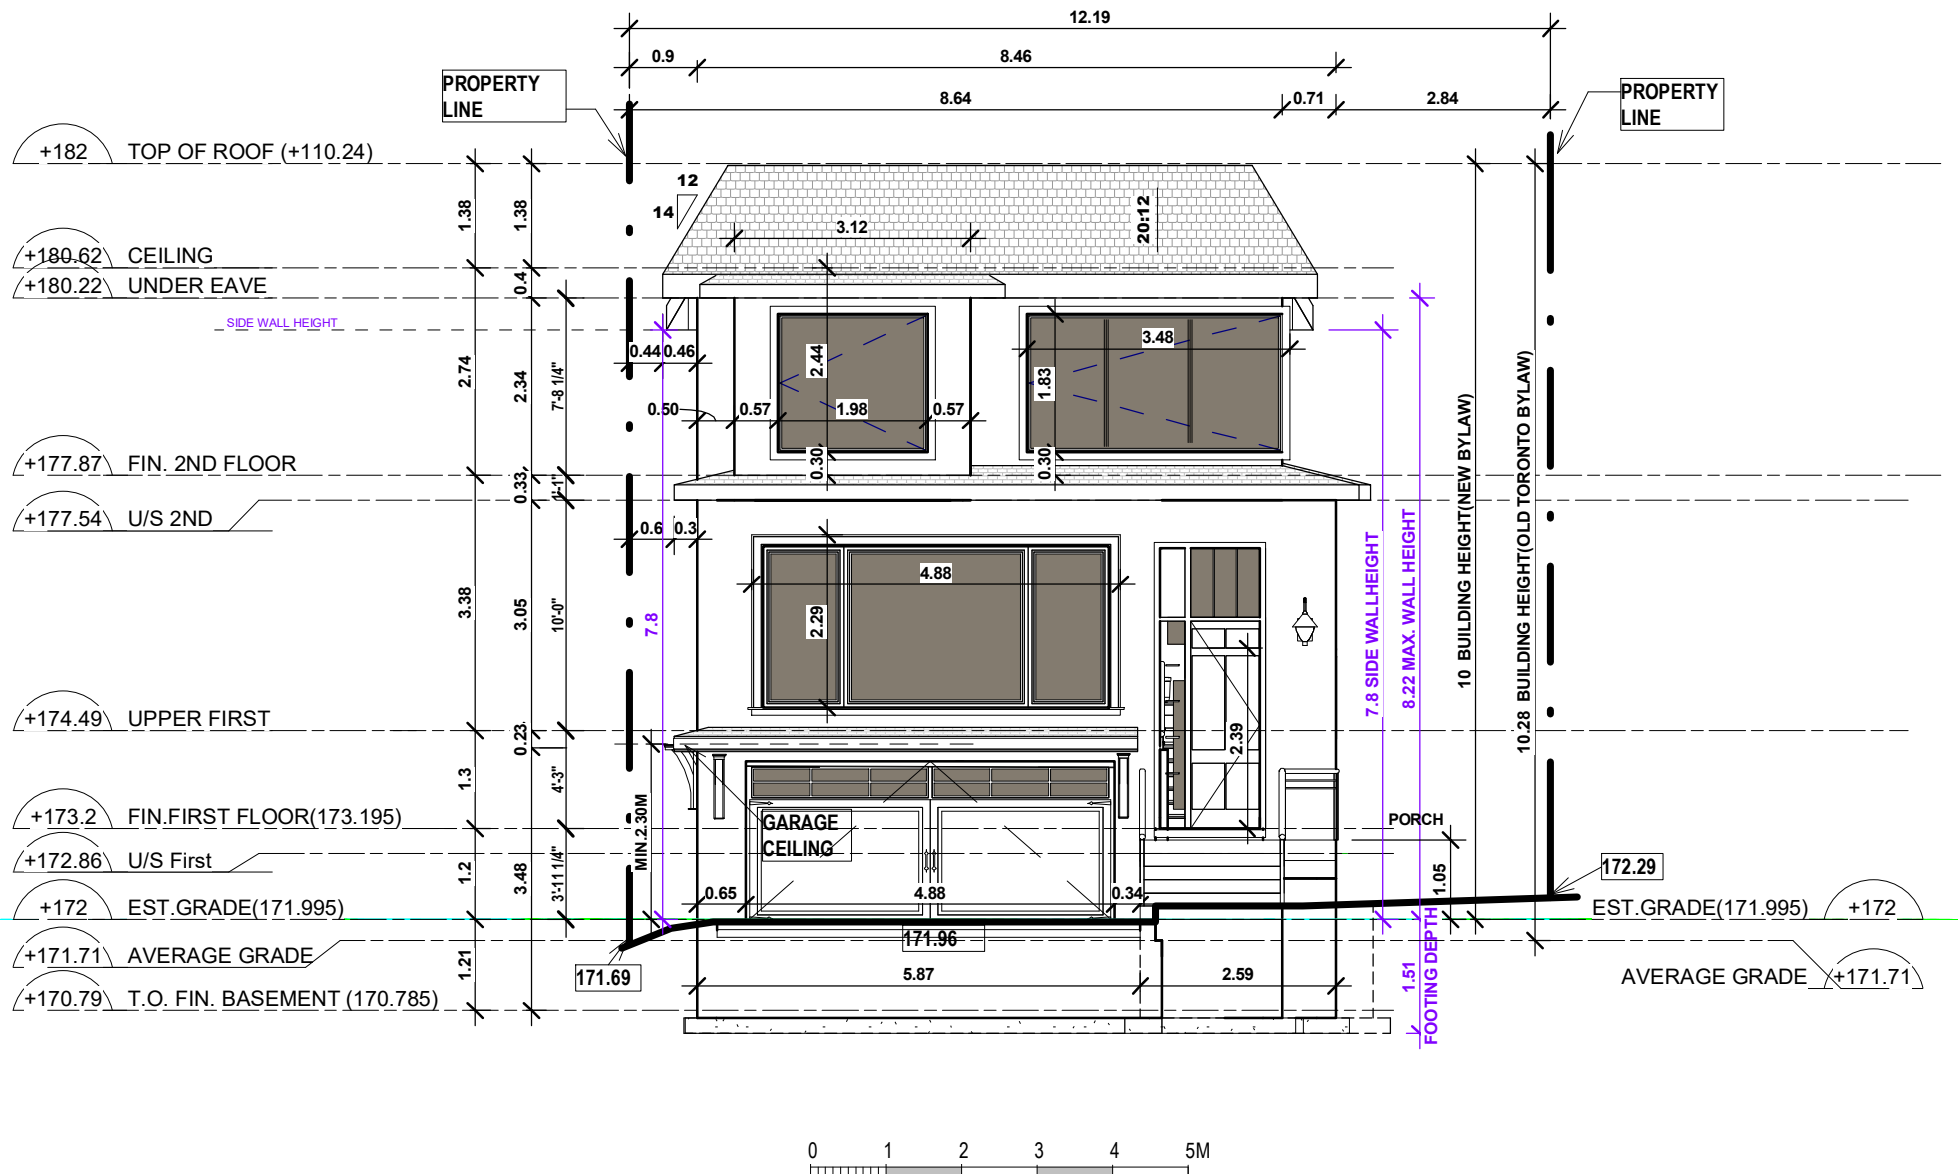 12.19
0.9
8.46
8.64
0.71
2.84
PROPERTY
LINE
PROPERTY
LINE
+182 TOP OF ROOF (+110.24)
12
14
20:12
1.38
1.38
3.12
+180.62 CEILING
0.4
+180.22 UNDER EAVE
SIDE WALL HEIGHT
0.44
0.46
2.44
3.48
1.83
2.74
2.34
7'-8 1/4"
0.50
0.57
1.98
0.57
0.30
0.30
+177.87 FIN. 2ND FLOOR
0.33
1'-1"
+177.54 U/S 2ND
0.6
0.3
4.88
2.29
3.38
3.05
10'-0"
7.8
7.8 SIDE WALLHEIGHT
8.22 MAX. WALL HEIGHT
10 BUILDING HEIGHT(NEW BYLAW)
10.28 BUILDING HEIGHT(OLD TORONTO BYLAW)
+174.49 UPPER FIRST
0.23
2.39
1.3
4'-3"
+173.2 FIN.FIRST FLOOR(173.195)
MIN.2.30M
GARAGE
CEILING
PORCH
+172.86 U/S First
1.2
3.48
3'-11 1/4"
0.65
4.88
0.34
1.05
172.29
+172 EST.GRADE(171.995)
EST.GRADE(171.995) +172
171.96
+171.71 AVERAGE GRADE
1.21
171.69
5.87
2.59
1.51
FOOTING DEPTH
AVERAGE GRADE +171.71
+170.79 T.O. FIN. BASEMENT (170.785)
0 1 2 3 4 5M